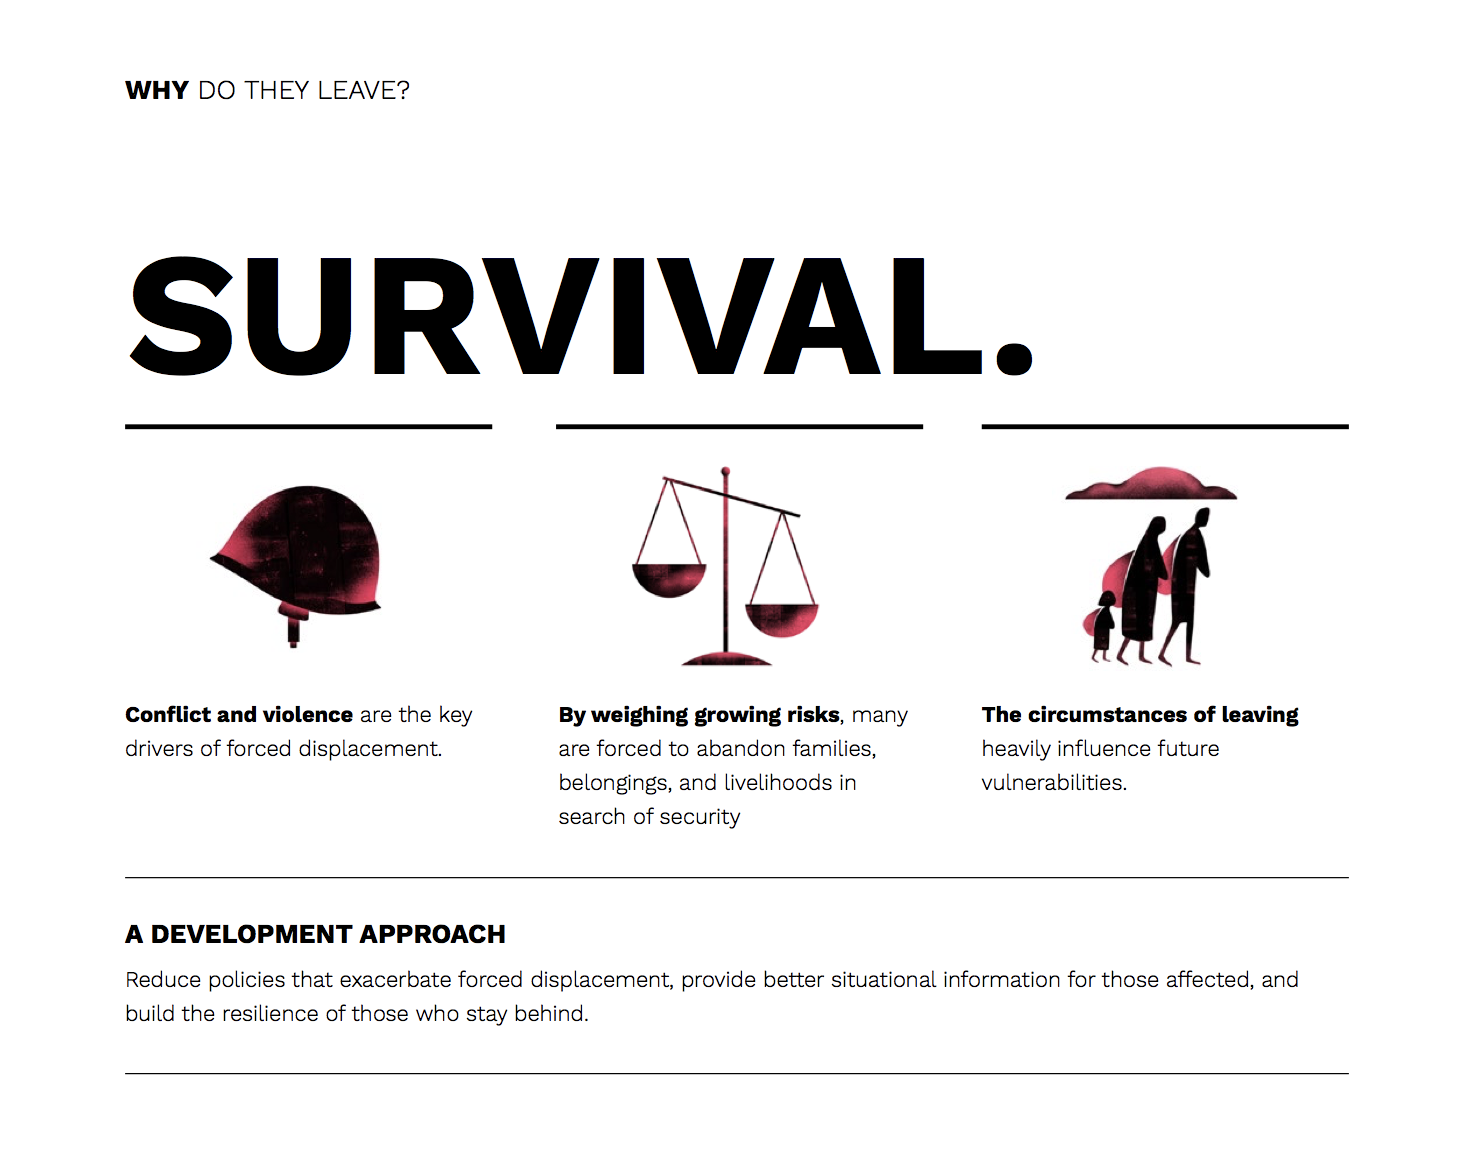 WHY DO THEY LEAVE?
SURVIVAL.
Conflict and violence are the key
drivers of forced displacement.
By weighing growing risks, many
are forced to abandon families,
belongings, and livelihoods in
search of security
The circumstances of leaving
heavily influence future
vulnerabilities.
A DEVELOPMENT APPROACH
Reduce policies that exacerbate forced displacement, provide better situational information for those affected, and
build the resilience of those who stay behind.